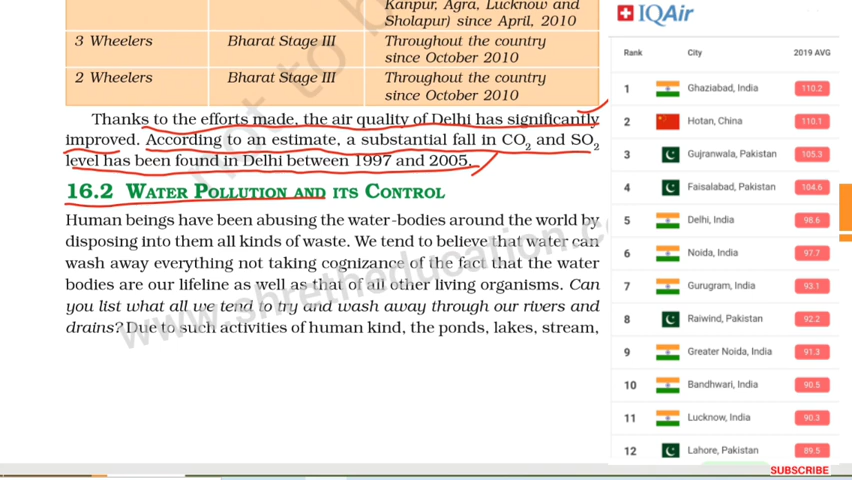 Kanpur, Agra, Lucknow and
Sholapur) since April, 2010
3 Wheelers Bharat Stage III Throughout the country
since October 2010
2 Wheelers Bharat Stage III Throughout the country
since October 2010
Thanks to the efforts made, the air quality of Delhi has significantly
improved. According to an estimate, a substantial fall in CO₂ and SO₂
level has been found in Delhi between 1997 and 2005.
16.2 WATER POLLUTION AND ITS CONTROL
Human beings have been abusing the water-bodies around the world by
disposing into them all kinds of waste. We tend to believe that water can
wash away everything not taking cognizance of the fact that the water
bodies are our lifeline as well as that of all other living organisms. Can
you list what all we tend to try and wash away through our rivers and
drains? Due to such activities of human kind, the ponds, lakes, stream,
www.shretheducation.c
not to b
IQAir
Rank City 2019 AVG
1 Ghaziabad, India 110.2
2 Hotan, China 110.1
3 Gujranwala, Pakistan 105.3
4 Faisalabad, Pakistan 104.6
5 Delhi, India 98.6
6 Noida, India 97.7
7 Gurugram, India 93.1
8 Raiwind, Pakistan 92.2
9 Greater Noida, India 91.3
10 Bandhwari, India 90.5
11 Lucknow, India 90.3
12 Lahore, Pakistan 89.5
SUBSCRIBE